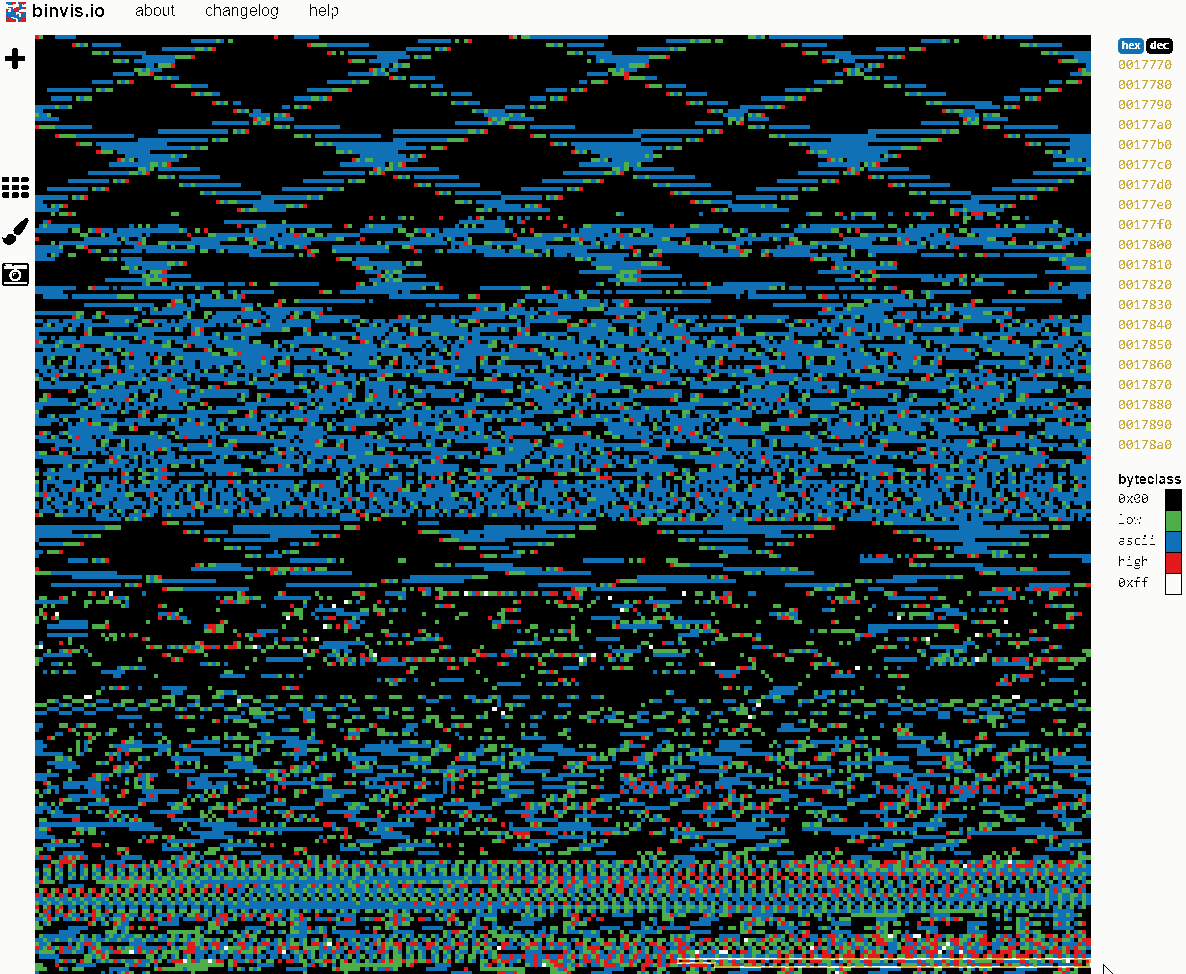 binvis.io about changelog help
hex dec
0017770
0017780
0017790
00177a0
00177b0
00177c0
00177d0
00177e0
00177f0
0017800
0017810
0017820
0017830
0017840
0017850
0017860
0017870
0017880
0017890
00178a0
byteclass
0x00
low
ascii
high
0xff